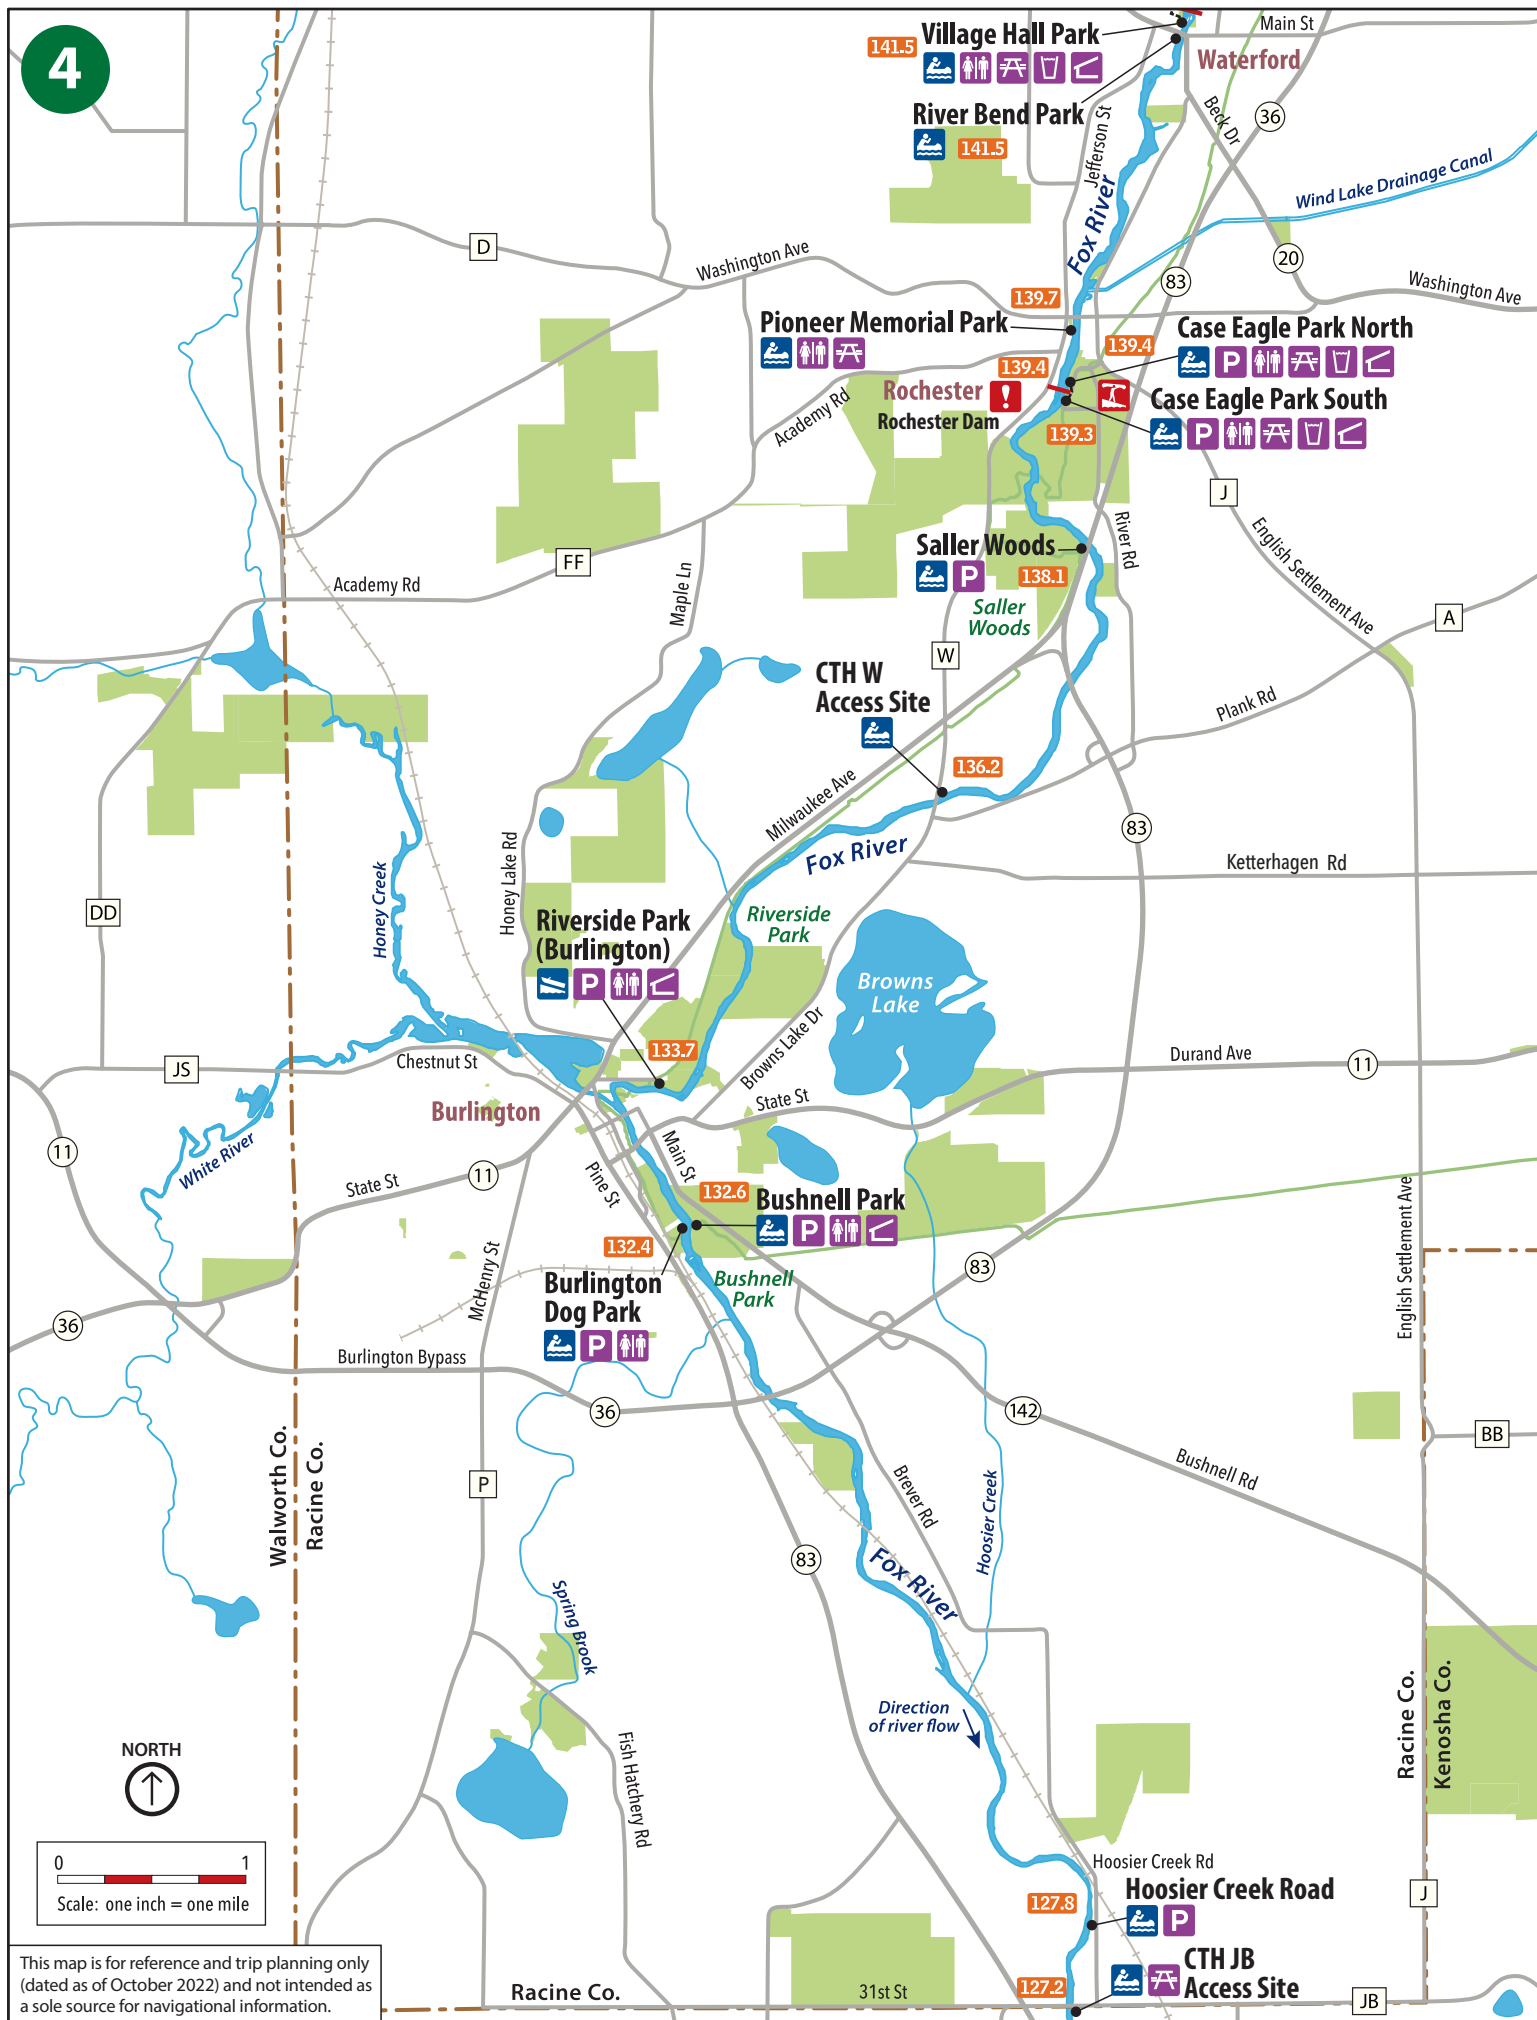 4
Main St
Village Hall Park
141.5
Waterford
River Bend Park
141.5
Jefferson St
Beck Dr
36
Wind Lake Drainage Canal
Fox River
D
Washington Ave
20
83
Washington Ave
139.7
Pioneer Memorial Park
Case Eagle Park North
P
139.4
139.4
Rochester
!
Rochester Dam
Case Eagle Park South
P
139.3
Academy Rd
J
English Settlement Ave
River Rd
Saller Woods
P
138.1
Saller
Woods
FF
Academy Rd
Maple Ln
A
W
CTH W
Access Site
Plank Rd
136.2
Milwaukee Ave
Fox River
83
Ketterhagen Rd
Honey Creek
Honey Lake Rd
DD
Riverside Park
(Burlington)
P
Riverside
Park
Browns
Lake
Browns Lake Dr
133.7
Durand Ave
11
JS
Chestnut St
Burlington
State St
White River
11
State St
11
Main St
Pine St
132.6
Bushnell Park
P
132.4
Burlington
Dog Park
P
Bushnell
Park
83
English Settlement Ave
McHenry St
36
Burlington Bypass
36
142
BB
Bushnell Rd
Walworth Co.
Racine Co.
P
Brever Rd
Hoosier Creek
83
Fox River
Spring Brook
Racine Co.
Kenosha Co.
Direction
of river flow
NORTH
Fish Hatchery Rd
0 1
Scale: one inch = one mile
Hoosier Creek Rd
Hoosier Creek Road
P
127.8
J
CTH JB
Access Site
127.2
This map is for reference and trip planning only
(dated as of October 2022) and not intended as
a sole source for navigational information.
Racine Co.
31st St
JB